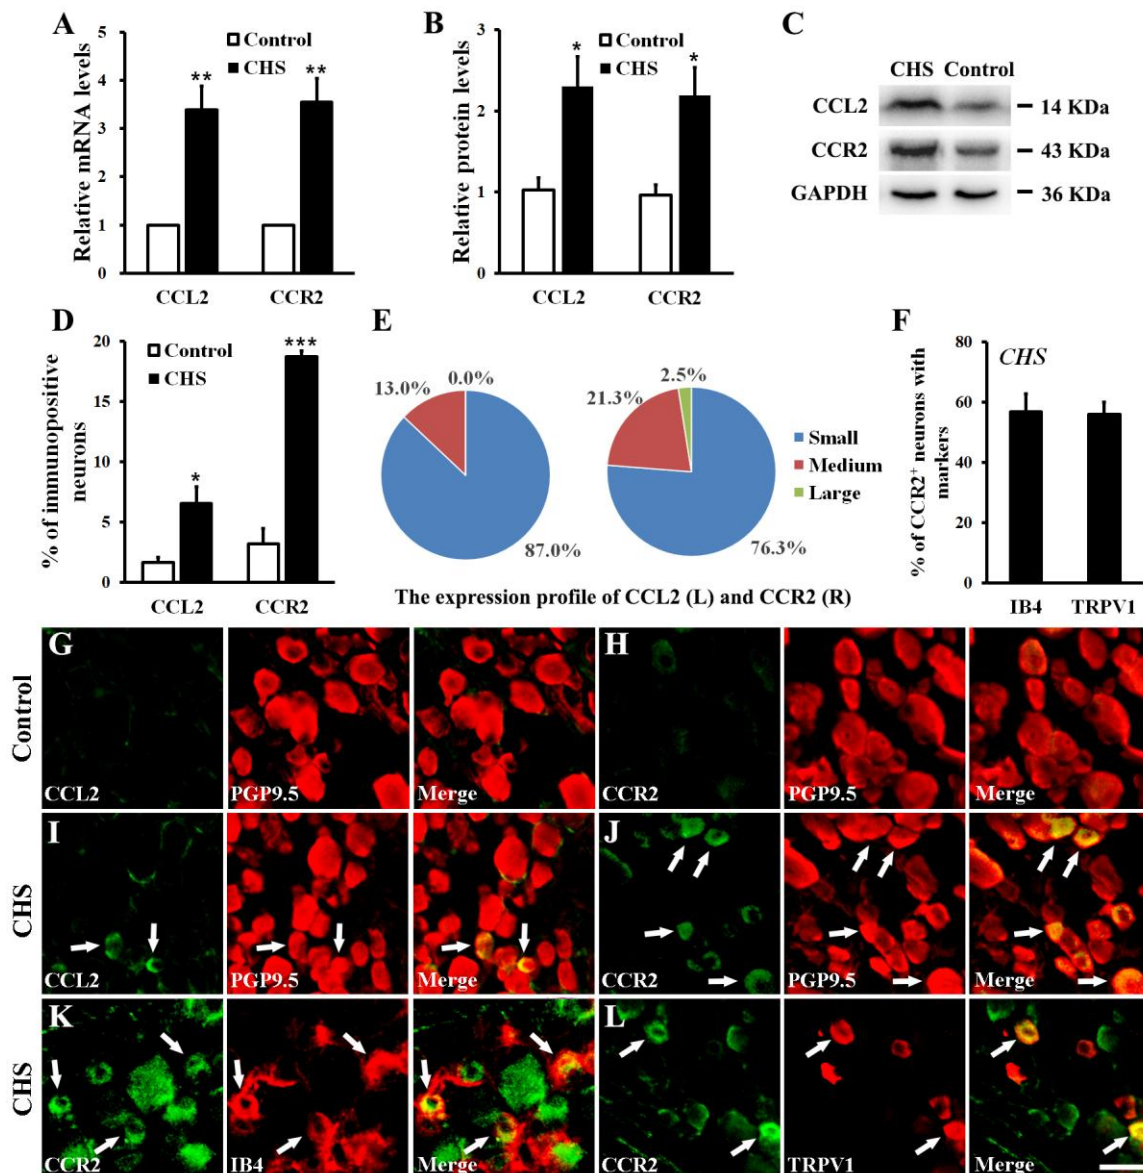 A
Relative mRNA levels
5
4
3
2
1
0
Control
CHS
**
**
CCL2
CCR2
B
Relative protein levels
3
2
1
0
Control
CHS
*
*
CCL2
CCR2
C
CHS Control
CCL2
14 KDa
CCR2
43 KDa
GAPDH
36 KDa
D
% of immunopositive
neurons
20
15
10
5
0
Control
CHS
*
***
CCL2
CCR2
E
13.0%
0.0%
87.0%
21.3%
2.5%
76.3%
Small
Medium
Large
The expression profile of CCL2 (L) and CCR2 (R)
F
% of CCR2⁺ neurons with
markers
80
60
40
20
0
CHS
IB4
TRPV1
Control
G
CCL2
PGP9.5
Merge
H
CCR2
PGP9.5
Merge
CHS
I
CCL2
PGP9.5
Merge
J
CCR2
PGP9.5
Merge
CHS
K
CCR2
IB4
Merge
L
CCR2
TRPV1
Merge